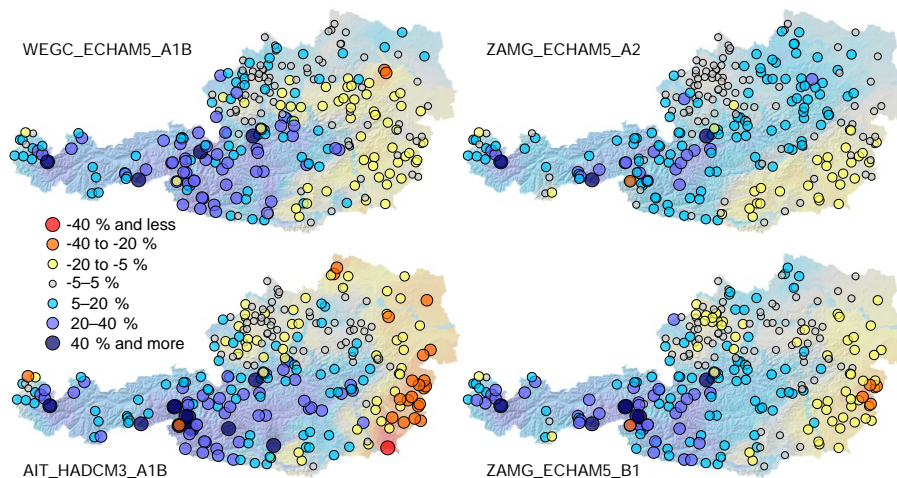 WEGC_ECHAM5_A1B
ZAMG_ECHAM5_A2
-40 % and less
-40 to -20 %
-20 to -5 %
-5–5 %
5–20 %
20–40 %
40 % and more
AIT_HADCM3_A1B
ZAMG_ECHAM5_B1